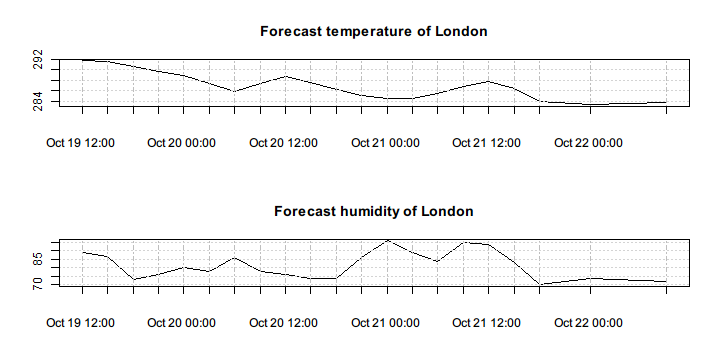 Forecast temperature of London
292
284
Oct 19 12:00 Oct 20 00:00 Oct 20 12:00 Oct 21 00:00 Oct 21 12:00 Oct 22 00:00
Forecast humidity of London
85
70
Oct 19 12:00 Oct 20 00:00 Oct 20 12:00 Oct 21 00:00 Oct 21 12:00 Oct 22 00:00